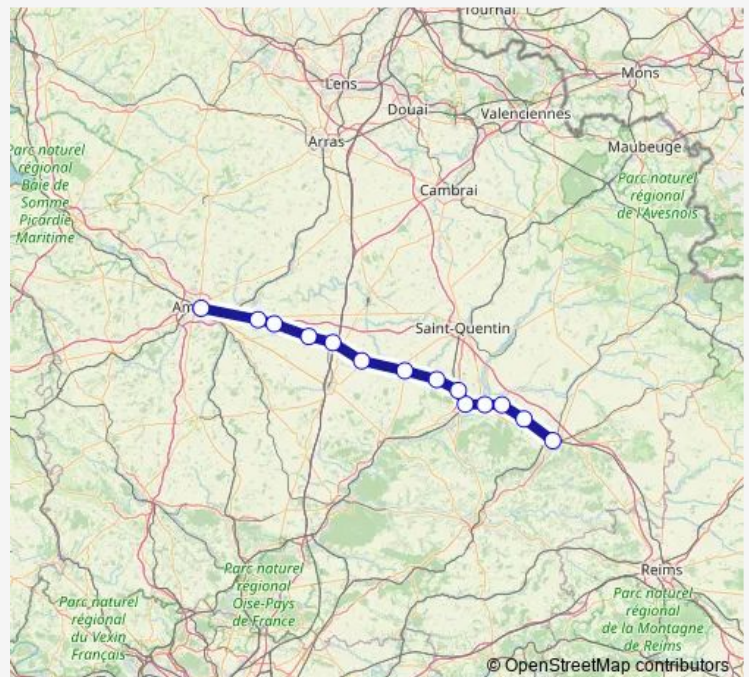 Tournai
Mons
Lens
Douai
Valenciennes
Arras
Maubeuge
Parc naturel
régional
Baie de
Somme
Picardie
Maritime
Parc naturel
régional
de l'Avesnois
Cambrai
Am
Saint-Quentin
Parc naturel
régional
Oise-Pays
de France
Reims
Parc naturel
régional
du Vexin
Français
Parc naturel
régional
de la Montagne
de Reims
© OpenStreetMap contributors